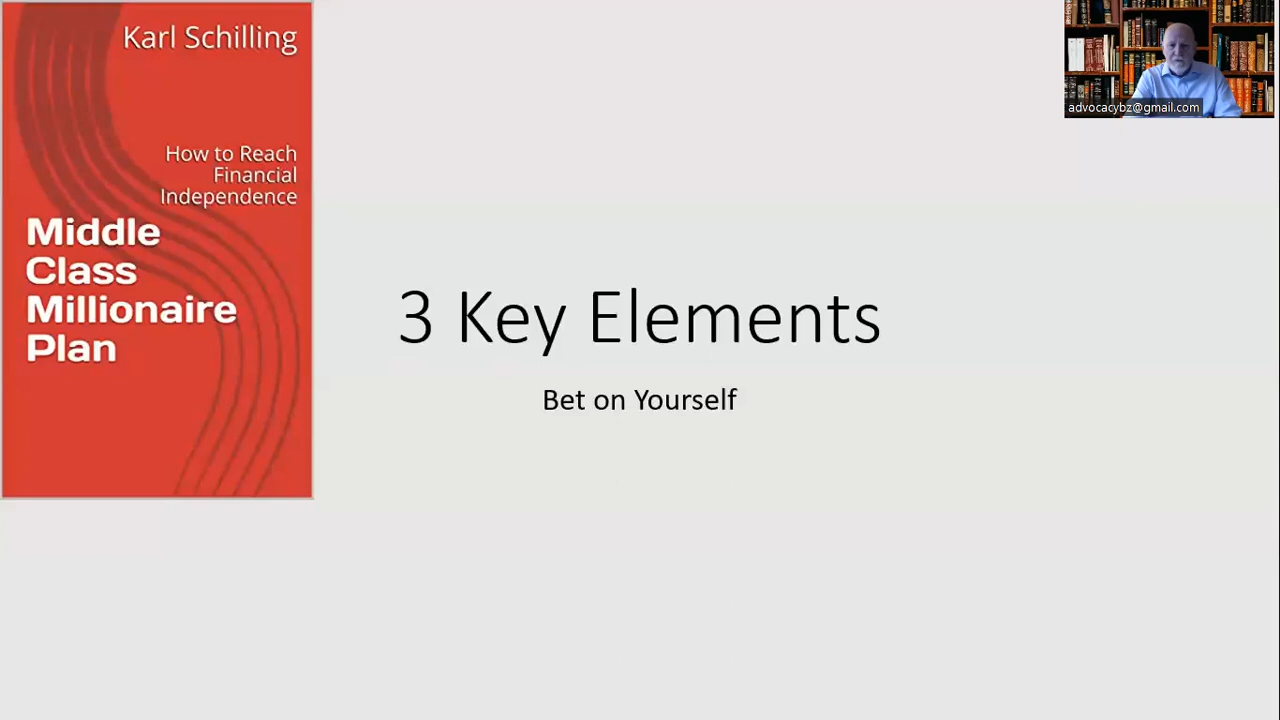 Karl Schilling
How to Reach
Financial
Independence
Middle
Class
Millionaire
Plan
3 Key Elements
Bet on Yourself
advocacybz@gmail.com